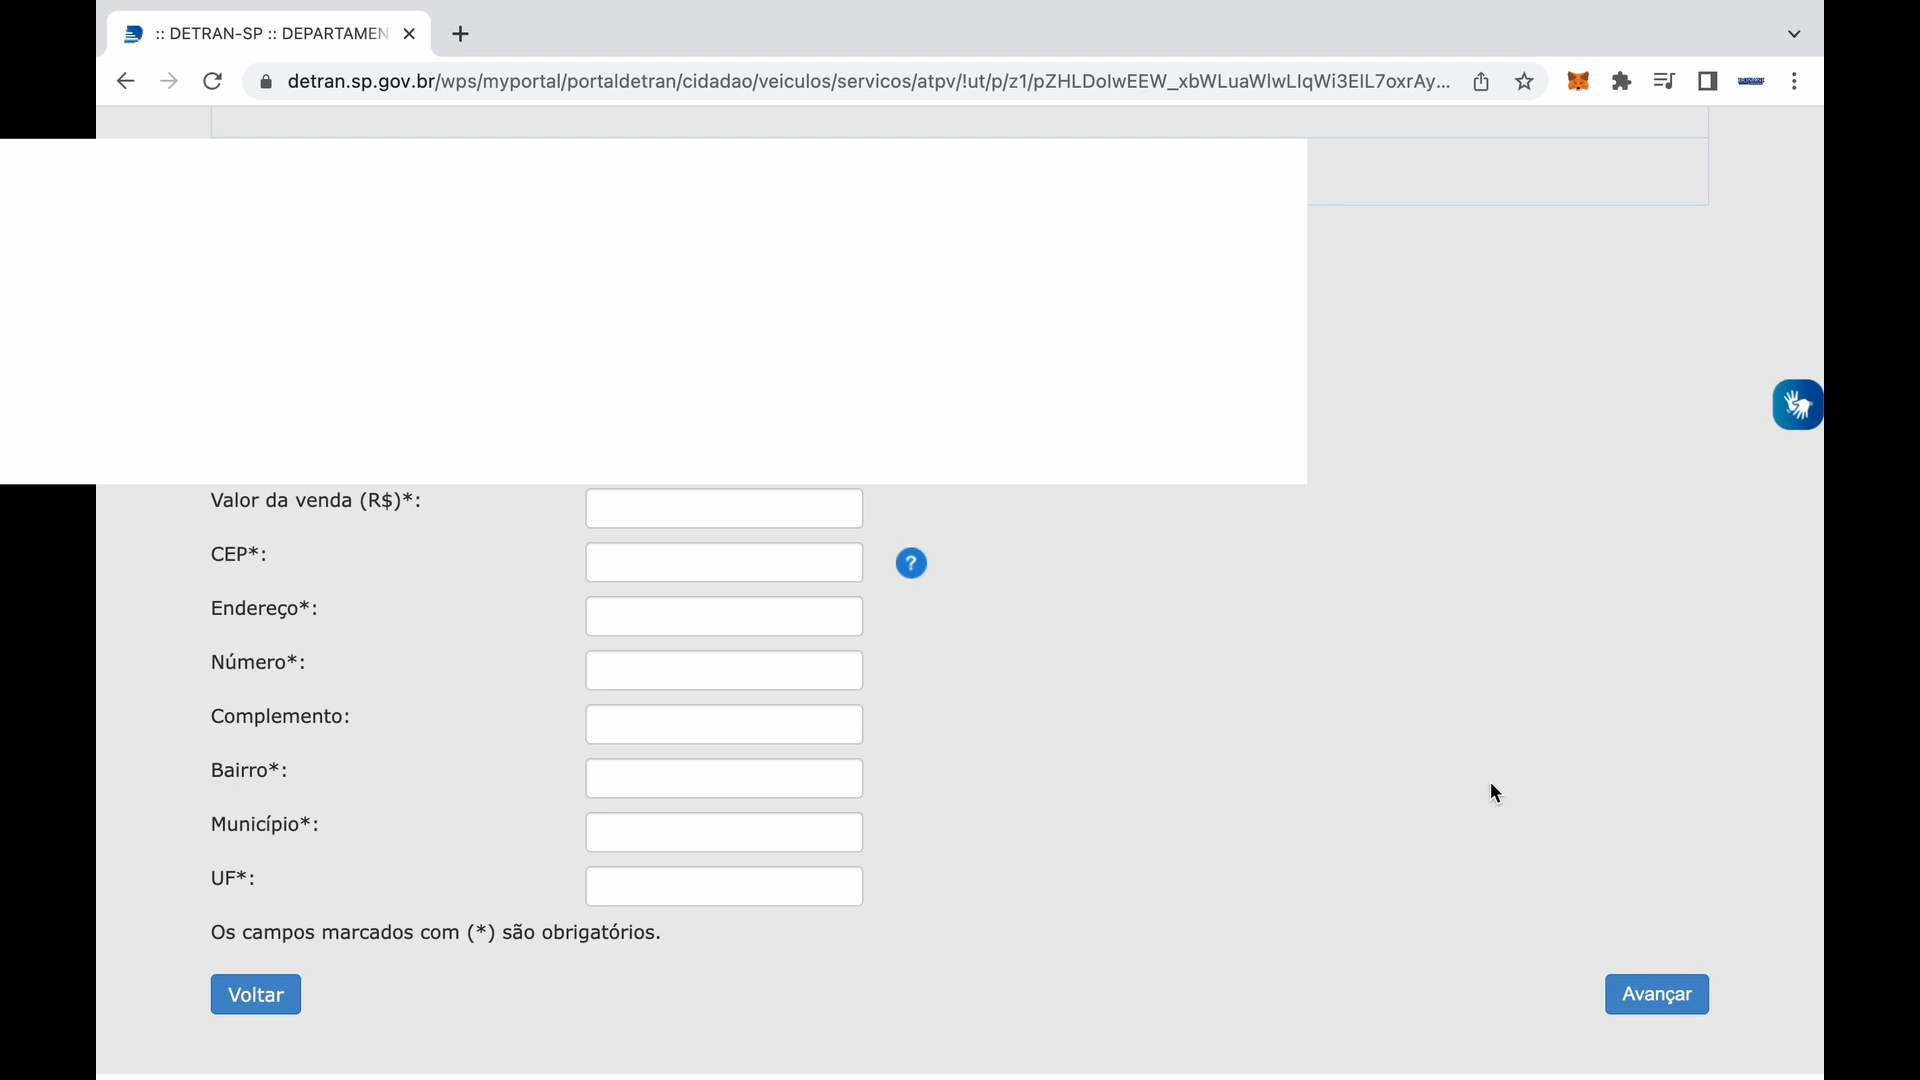 :: DETRAN-SP :: DEPARTAMEN
detran.sp.gov.br/wps/myportal/portaldetran/cidadao/veiculos/servicos/atpv/!ut/p/z1/pZHLDoIwEEW_xbWLuaWlwLIqWi3EIL7oxrAy...
Valor da venda (R$)*:
CEP*:
?
Endereço*:
Número*:
Complemento:
Bairro*:
Município*:
UF*:
Os campos marcados com (*) são obrigatórios.
Voltar
Avançar